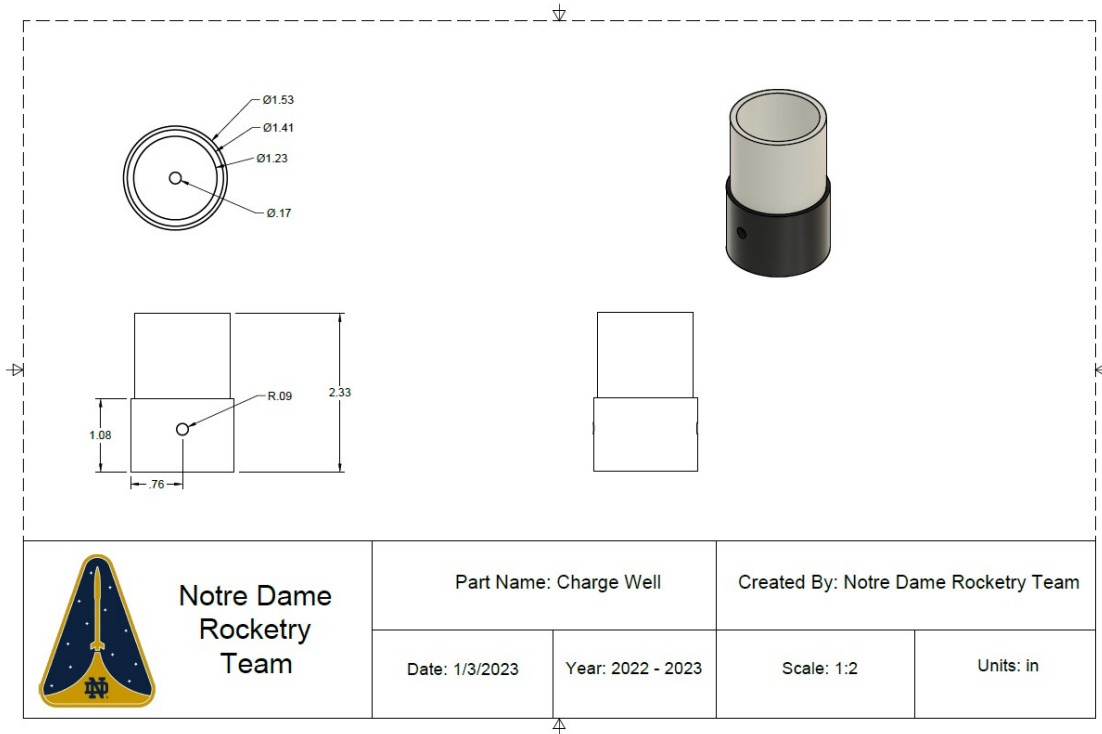 Ø1.53
Ø1.41
Ø1.23
Ø.17
R.09
2.33
1.08
.76
Notre Dame
Rocketry
Team
ND
Part Name: Charge Well
Created By: Notre Dame Rocketry Team
Date: 1/3/2023
Year: 2022 - 2023
Scale: 1:2
Units: in